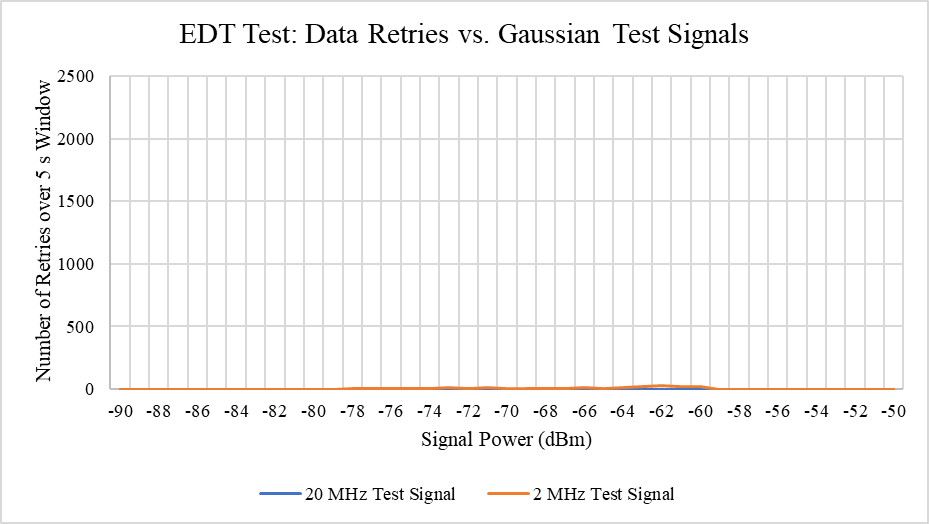 EDT Test: Data Retries vs. Gaussian Test Signals
Number of Retries over 5 s Window
2500
2000
1500
1000
500
0
-90 -88 -86 -84 -82 -80 -78 -76 -74 -72 -70 -68 -66 -64 -62 -60 -58 -56 -54 -52 -50
Signal Power (dBm)
20 MHz Test Signal 2 MHz Test Signal